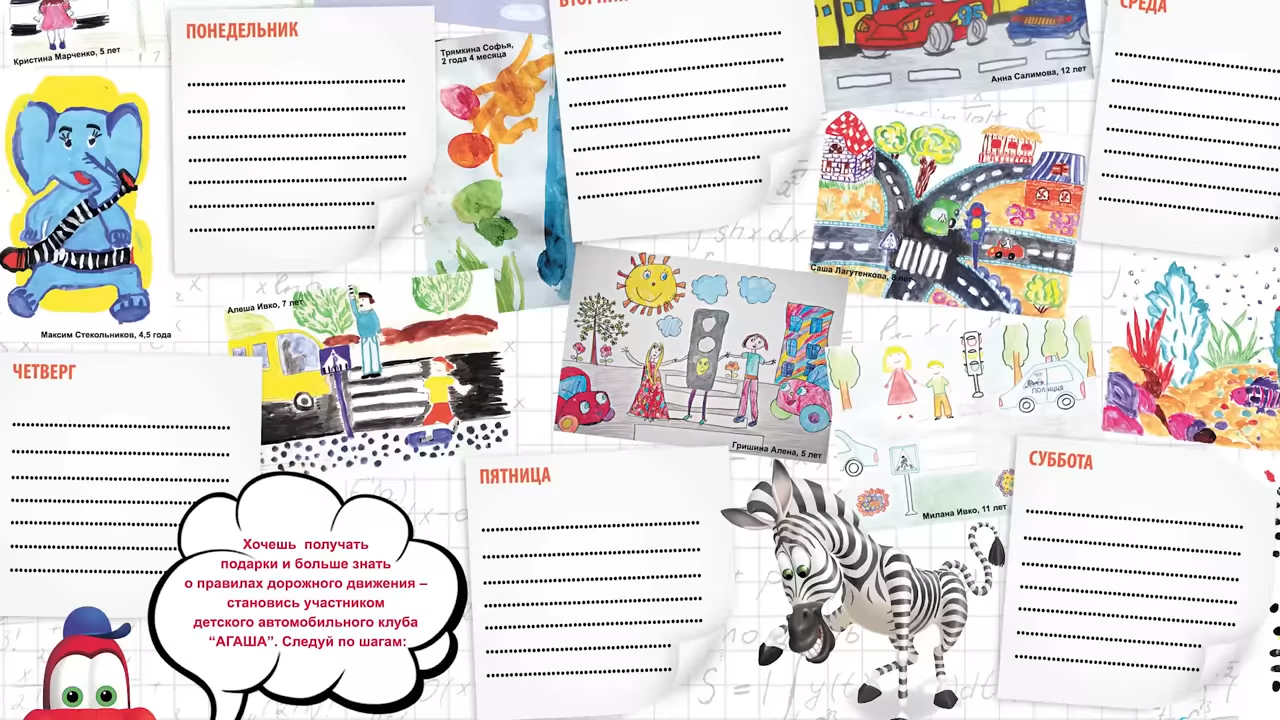 Кристина Марченко, 5 лет
ПОНЕДЕЛЬНИК
Трямкина Софья,
2 года 4 месяца
ВТОРНИК
Анна Салимова, 12 лет
СРЕДА
Максим Стекольников, 4,5 года
Алеша Ивко, 7 лет
Саша Лагутенкова, 8 лет
Гришина Алена, 5 лет
ПОЛИЦИЯ
Милана Ивко, 11 лет
ЧЕТВЕРГ
ПЯТНИЦА
СУББОТА
Хочешь получать
подарки и больше знать
о правилах дорожного движения –
становись участником
детского автомобильного клуба
“АГАША”. Следуй по шагам: